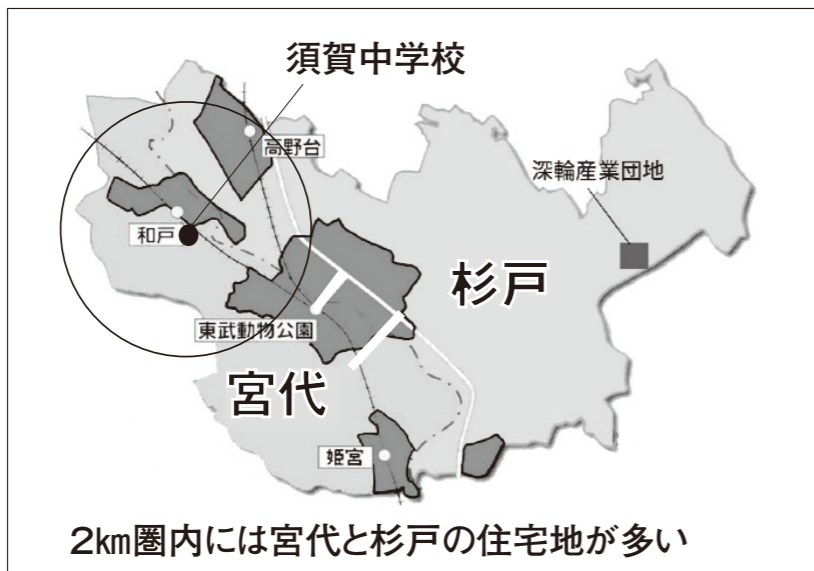 須賀中学校
高野台
深輪産業団地
和戸
杉戸
東武動物公園
宮代
姫宮
2km圏内には宮代と杉戸の住宅地が多い